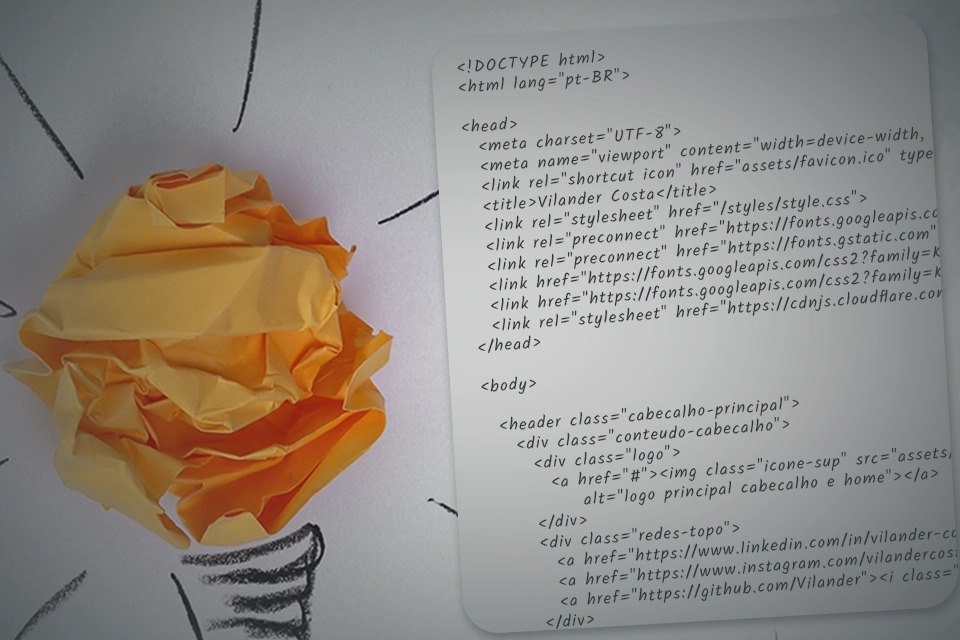 <!DOCTYPE html>
<html lang="pt-BR">
<head>
<meta charset="UTF-8">
<meta name="viewport" content="width=device-width,
<link rel="shortcut icon" href="assets/favicon.ico" type
<title>Vilander Costa</title>
<link rel="stylesheet" href="/styles/style.css">
<link rel="preconnect" href="https://fonts.googleapis.co
<link rel="preconnect" href="https://fonts.gstatic.com"
<link href="https://fonts.googleapis.com/css2?family=K
<link href="https://fonts.googleapis.com/css2?family=K
<link rel="stylesheet" href="https://cdnjs.cloudflare.com
</head>
<body>
<header class="cabecalho-principal">
<div class="conteudo-cabecalho">
<div class="logo">
<a href="#"><img class="icone-sup" src="assets/
alt="logo principal cabecalho e home"></a>
</div>
<div class="redes-topo">
<a href="https://www.linkedin.com/in/vilander-co
<a href="https://www.instagram.com/vilandercos
<a href="https://github.com/Vilander"><i class="
</div>